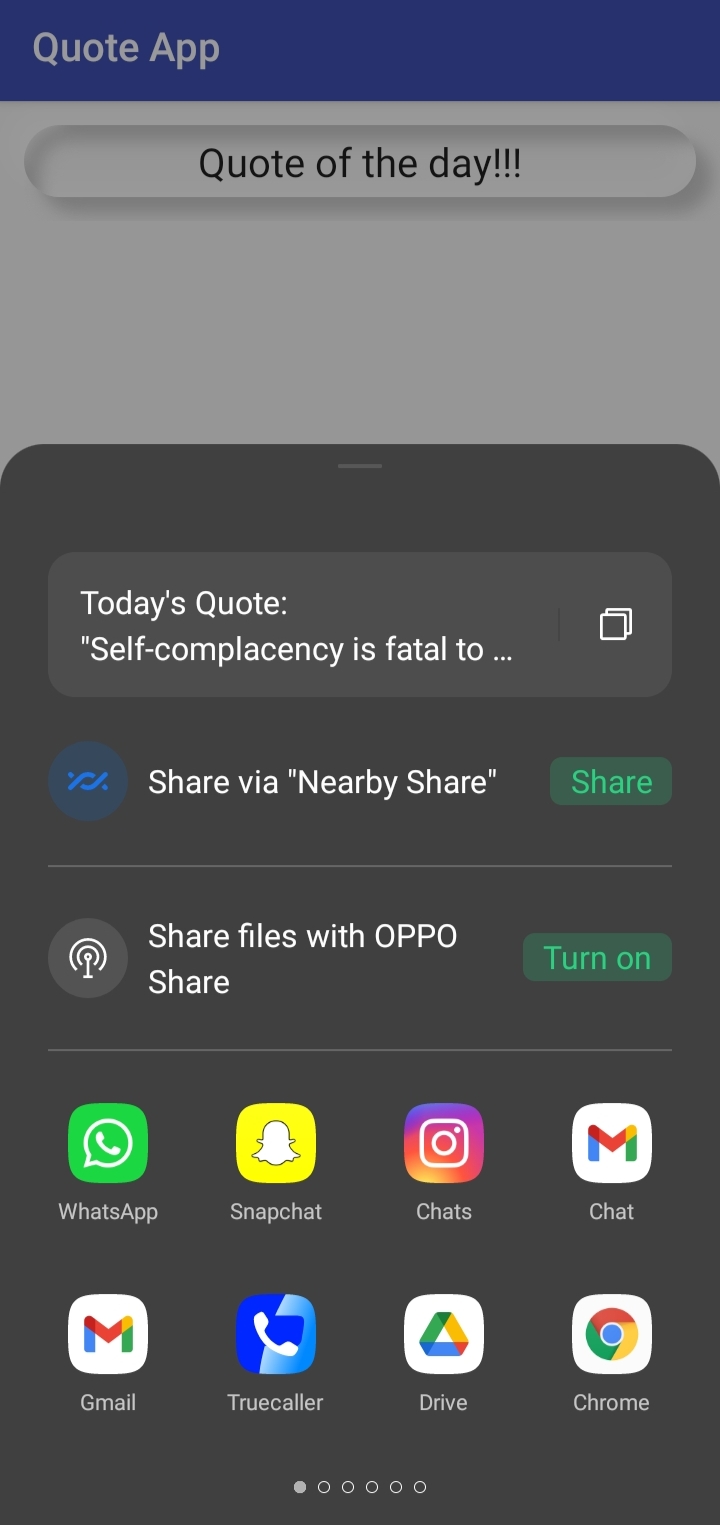 Quote App
Quote of the day!!!
Today's Quote:
"Self-complacency is fatal to ...
Share via "Nearby Share"
Share
Share files with OPPO
Share
Turn on
WhatsApp
Snapchat
Chats
Chat
Gmail
Truecaller
Drive
Chrome